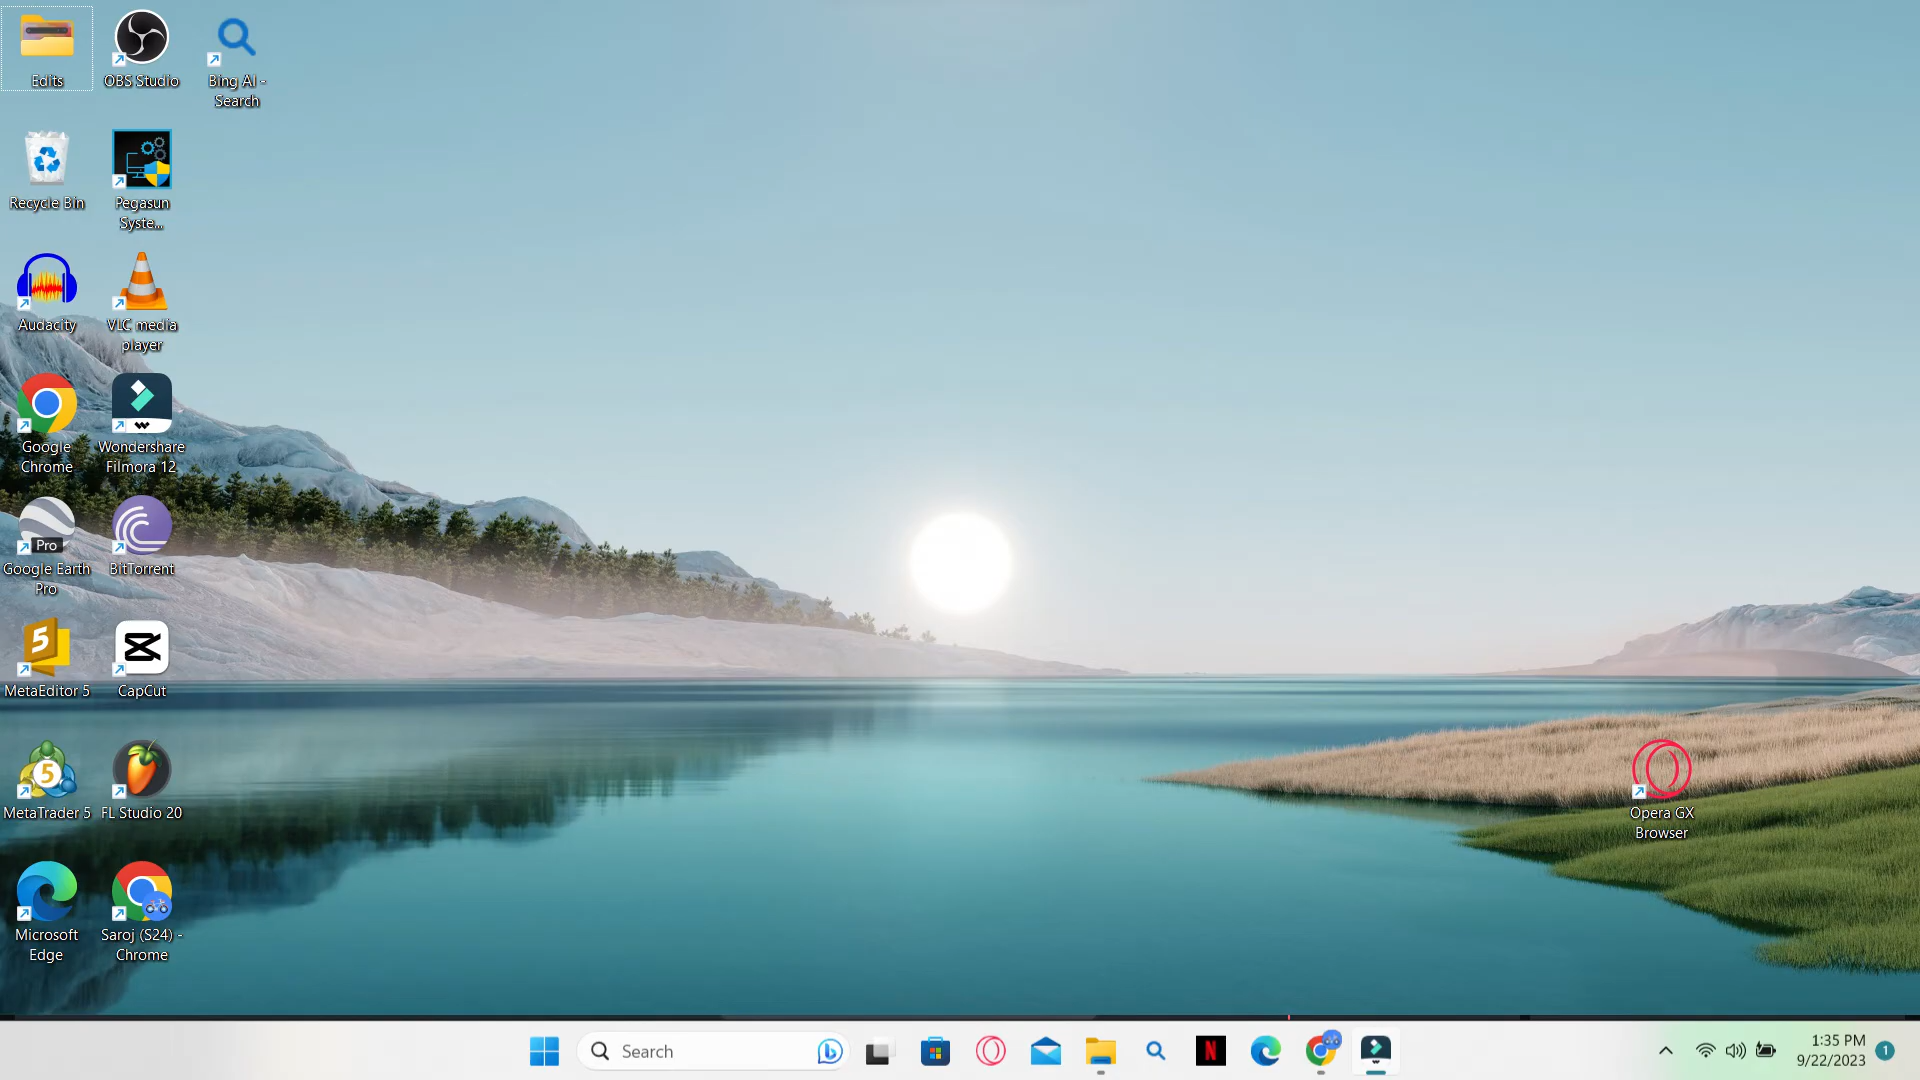 Edits
OBS Studio
Bing AI -
Search
Recycle Bin
Pegasun
Syste...
Audacity
VLC media
player
Google
Chrome
Wondershare
Filmora 12
Pro
Google Earth
Pro
BitTorrent
5
MetaEditor 5
CapCut
5
MetaTrader 5
FL Studio 20
Microsoft
Edge
Saroj (S24) -
Chrome
Opera GX
Browser
Search
N
1:35 PM
9/22/2023
1